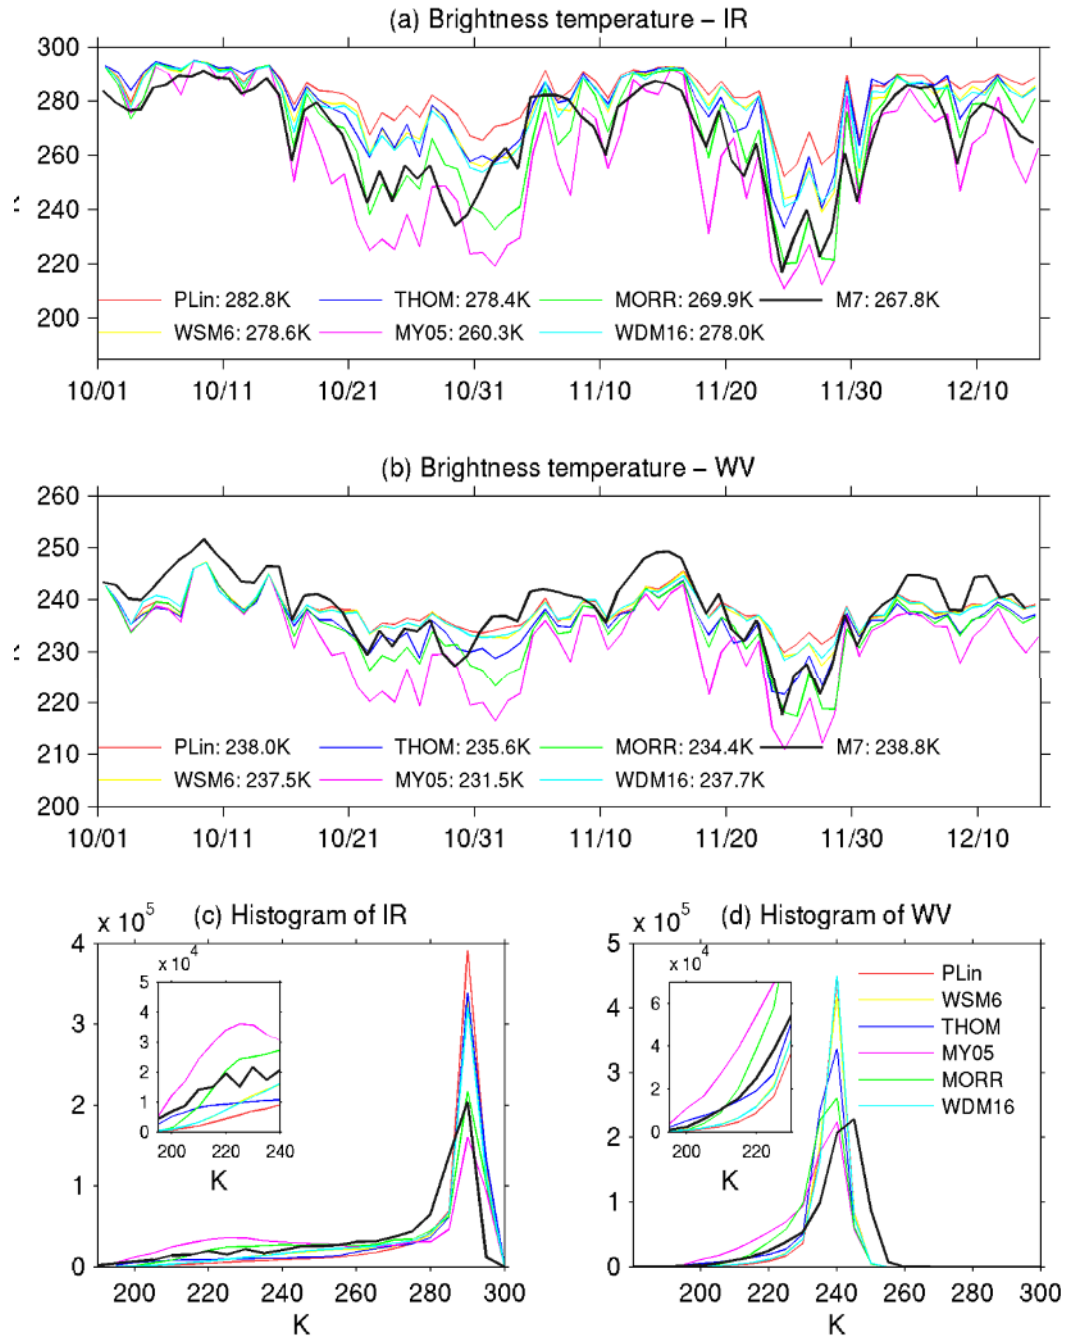 (a) Brightness temperature – IR
300
280
260
240
220
200
K
PLin: 282.8K THOM: 278.4K MORR: 269.9K M7: 267.8K
WSM6: 278.6K MY05: 260.3K WDM16: 278.0K
10/01 10/11 10/21 10/31 11/10 11/20 11/30 12/10
(b) Brightness temperature – WV
260
250
240
230
220
210
200
K
PLin: 238.0K THOM: 235.6K MORR: 234.4K M7: 238.8K
WSM6: 237.5K MY05: 231.5K WDM16: 237.7K
10/01 10/11 10/21 10/31 11/10 11/20 11/30 12/10
x 10^5 (c) Histogram of IR
4
3
2
1
0
x 10^4
5
4
3
2
1
0
200 220 240
K
200 220 240 260 280 300
K
x 10^5 (d) Histogram of WV
5
4
3
2
1
0
x 10^4
6
4
2
0
200 220
K
PLin
WSM6
THOM
MY05
MORR
WDM16
200 220 240 260 280 300
K